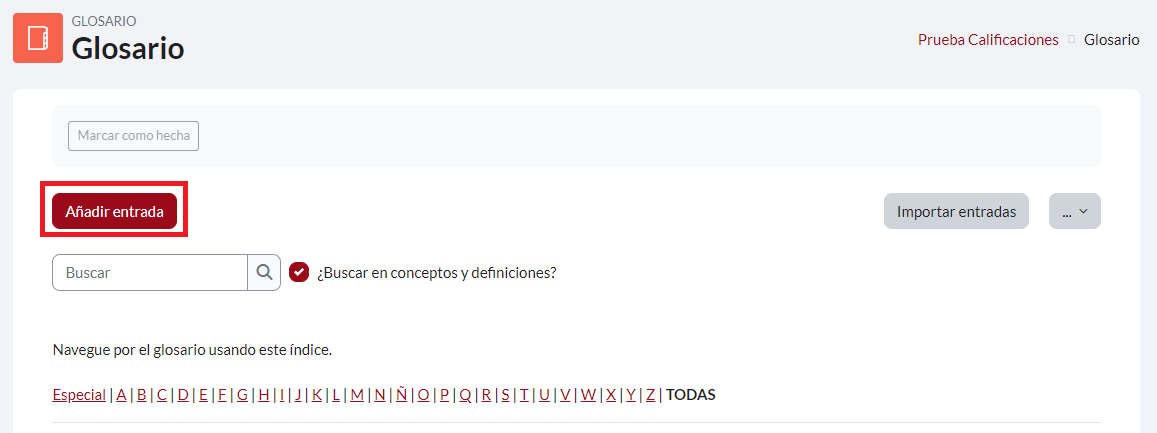 GLOSARIO
Glosario
Prueba Calificaciones Glosario
Marcar como hecha
Añadir entrada
Importar entradas
...
Buscar
¿Buscar en conceptos y definiciones?
Navegue por el glosario usando este índice.
Especial | A | B | C | D | E | F | G | H | I | J | K | L | M | N | Ñ | O | P | Q | R | S | T | U | V | W | X | Y | Z | TODAS